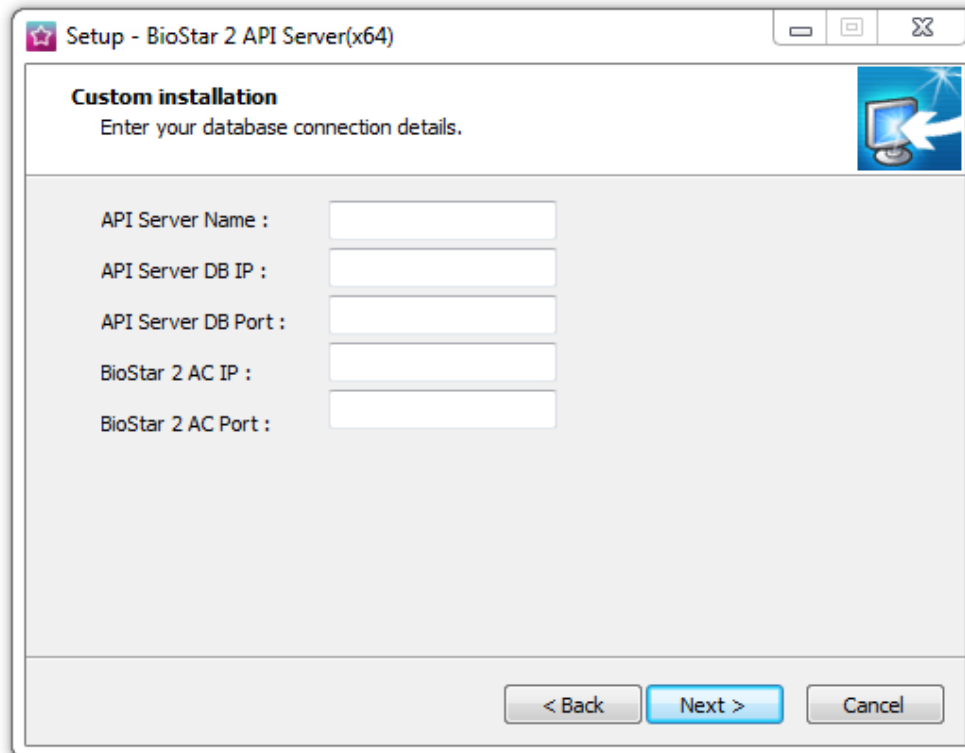 Setup - BioStar 2 API Server(x64)
Custom installation
Enter your database connection details.
API Server Name :
API Server DB IP :
API Server DB Port :
BioStar 2 AC IP :
BioStar 2 AC Port :
< Back Next > Cancel